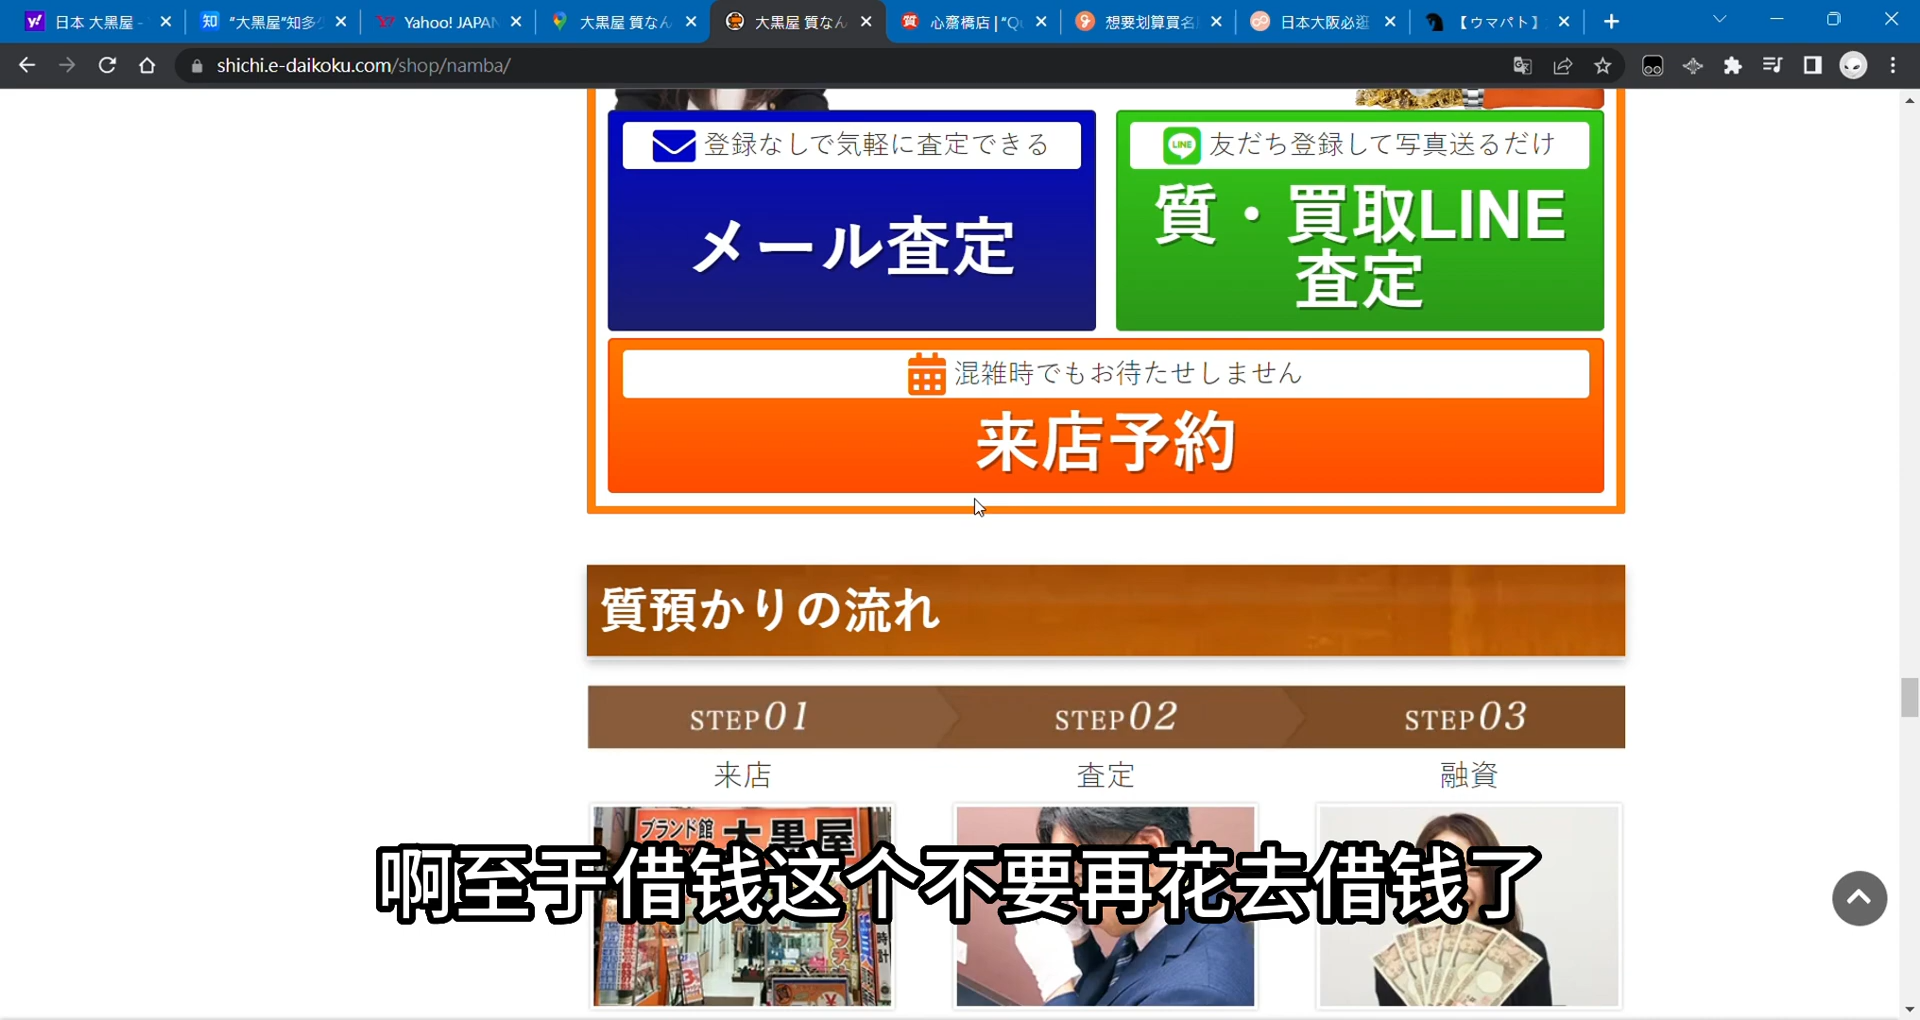 日本 大黒屋 -
"大黒屋"知多少
Yahoo! JAPAN
大黒屋 質なん
大黒屋 質なん
心齋橋店 | "Qu
想要划算買名
日本大阪必逛
【ウマパト】
shichi.e-daikoku.com/shop/namba/
登録なしで気軽に査定できる
メール査定
LINE
友だち登録して写真送るだけ
質・買取LINE
査定
混雑時でもお待たせしません
来店予約
質預かりの流れ
STEP01
STEP02
STEP03
来店
査定
融資
ブランド館 大黒屋
啊至于借钱这个不要再花去借钱了